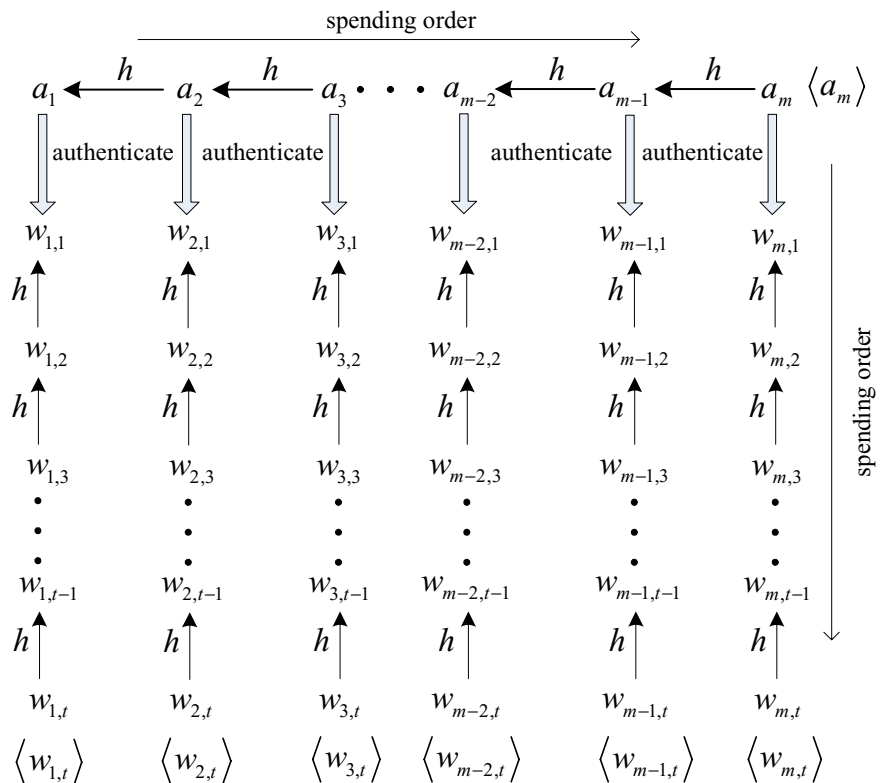 spending order
h h h h
a₁ a₂ a₃ • • • aₘ₋₂ aₘ₋₁ aₘ ⟨aₘ⟩
authenticate authenticate authenticate authenticate
w₁,₁ w₂,₁ w₃,₁ wₘ₋₂,₁ wₘ₋₁,₁ wₘ,₁
h h h h h h
w₁,₂ w₂,₂ w₃,₂ wₘ₋₂,₂ wₘ₋₁,₂ wₘ,₂
h h h h h h
w₁,₃ w₂,₃ w₃,₃ wₘ₋₂,₃ wₘ₋₁,₃ wₘ,₃
spending order
w₁,ₜ₋₁ w₂,ₜ₋₁ w₃,ₜ₋₁ wₘ₋₂,ₜ₋₁ wₘ₋₁,ₜ₋₁ wₘ,ₜ₋₁
h h h h h h
w₁,ₜ w₂,ₜ w₃,ₜ wₘ₋₂,ₜ wₘ₋₁,ₜ wₘ,ₜ
⟨w₁,ₜ⟩ ⟨w₂,ₜ⟩ ⟨w₃,ₜ⟩ ⟨wₘ₋₂,ₜ⟩ ⟨wₘ₋₁,ₜ⟩ ⟨wₘ,ₜ⟩